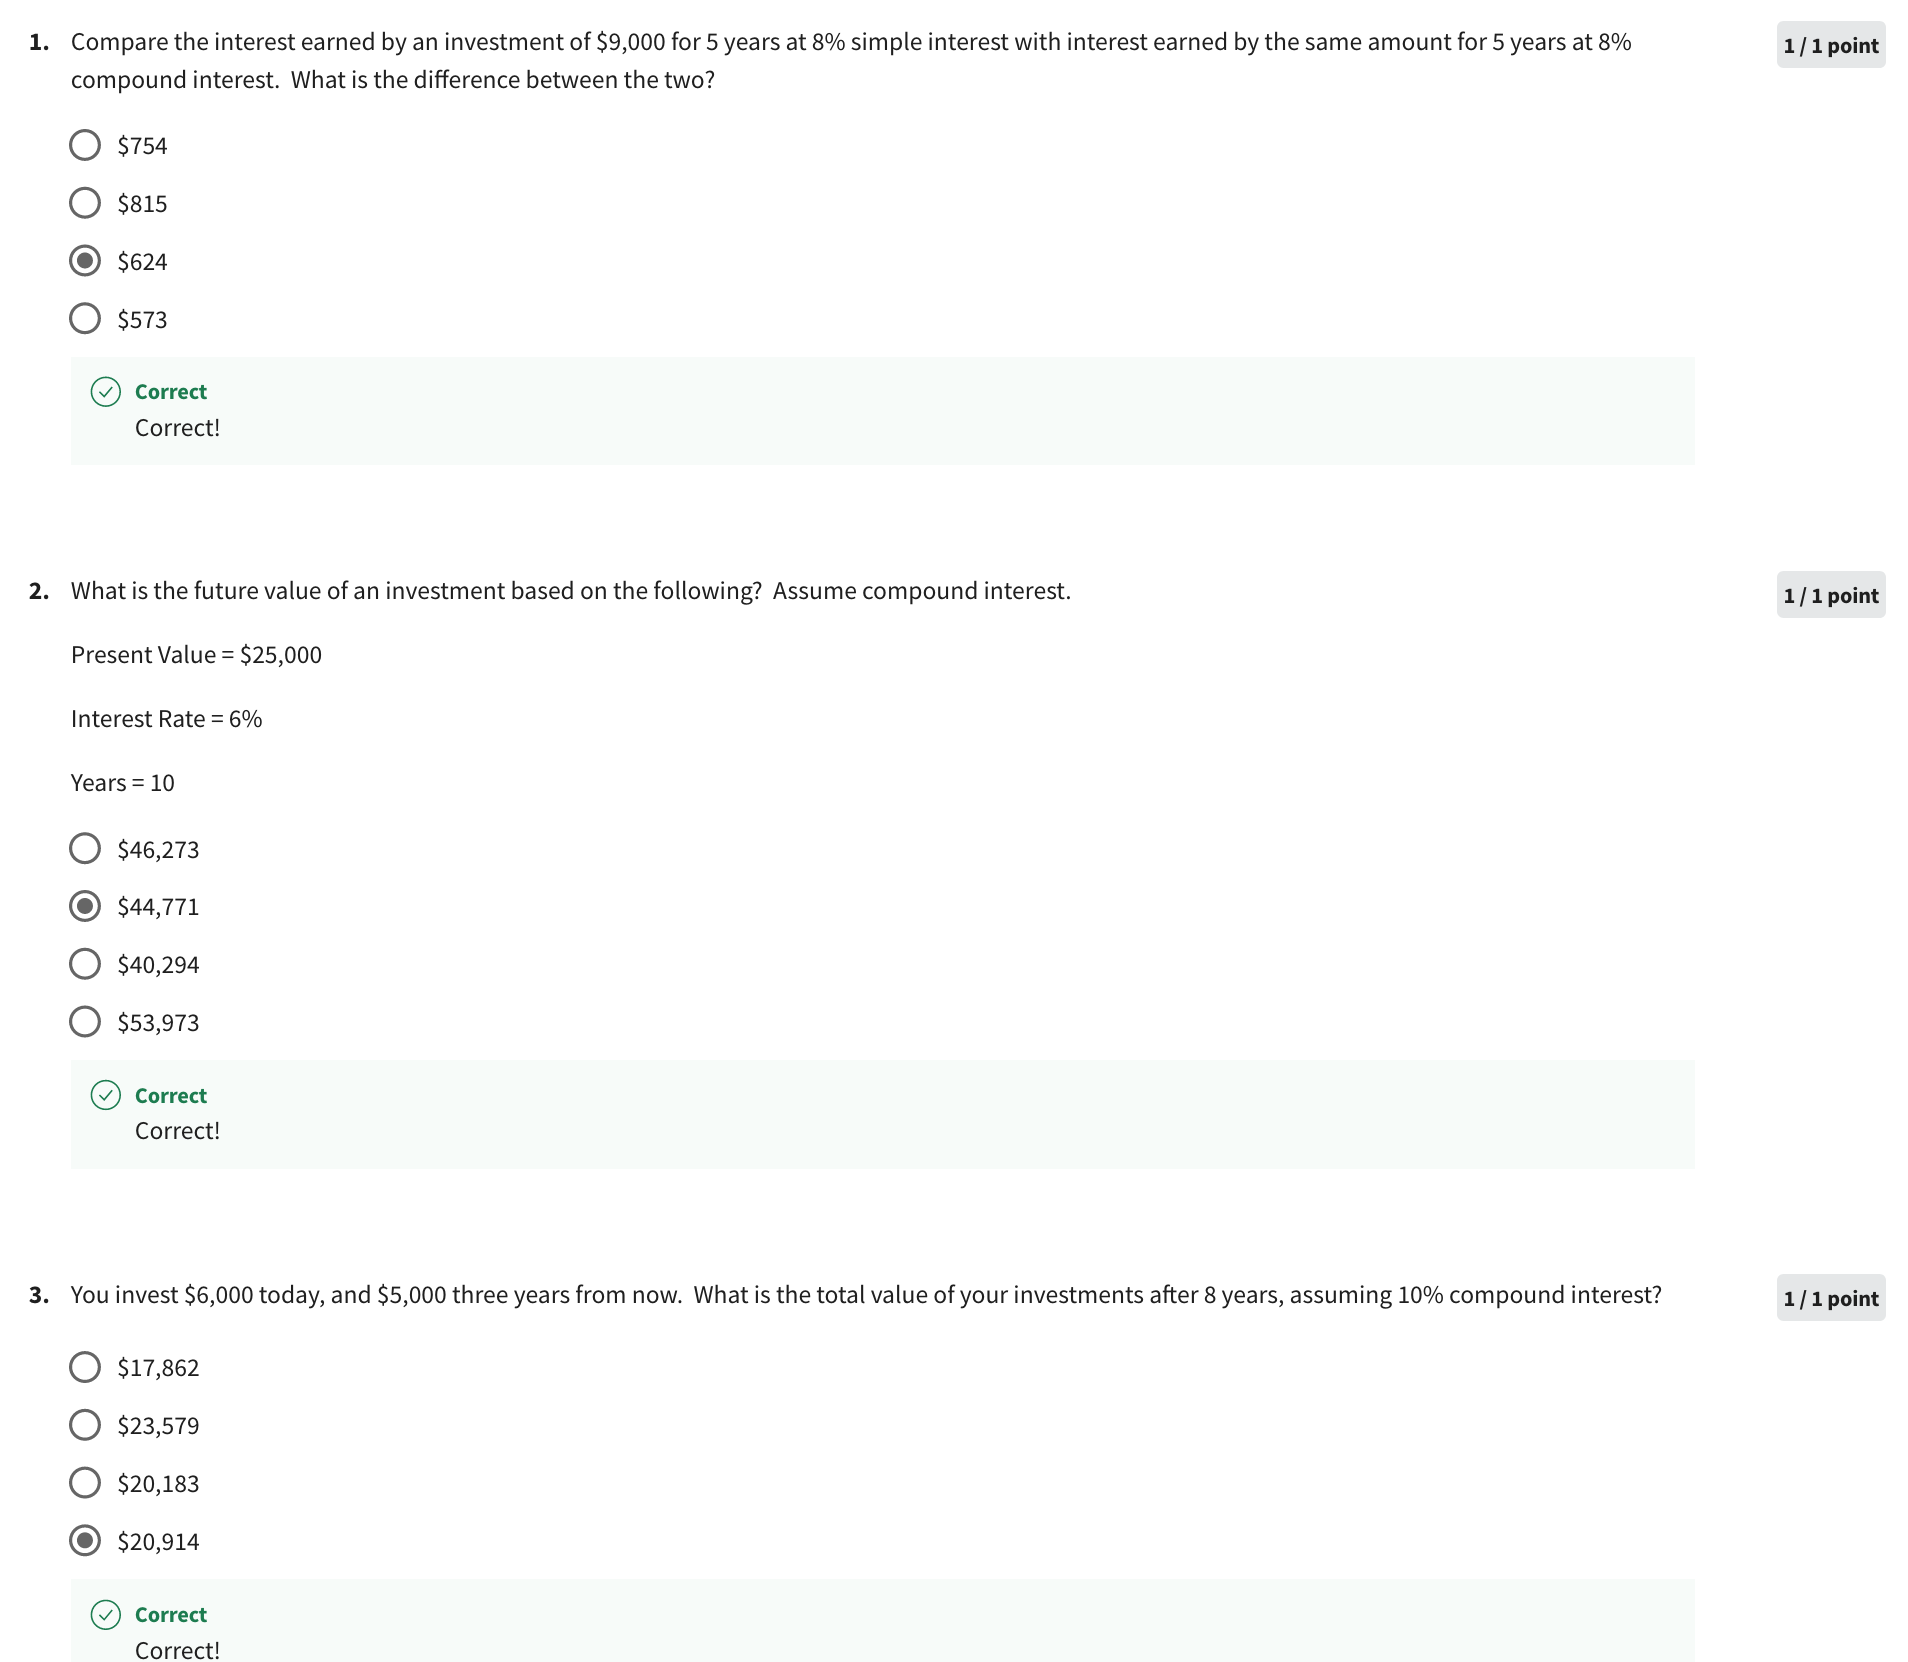 1. Compare the interest earned by an investment of $9,000 for 5 years at 8% simple interest with interest earned by the same amount for 5 years at 8%
compound interest.  What is the difference between the two?
1 / 1 point
$754
$815
$624
$573
Correct
Correct!
2. What is the future value of an investment based on the following?  Assume compound interest.
1 / 1 point
Present Value = $25,000
Interest Rate = 6%
Years = 10
$46,273
$44,771
$40,294
$53,973
Correct
Correct!
3. You invest $6,000 today, and $5,000 three years from now.  What is the total value of your investments after 8 years, assuming 10% compound interest?
1 / 1 point
$17,862
$23,579
$20,183
$20,914
Correct
Correct!